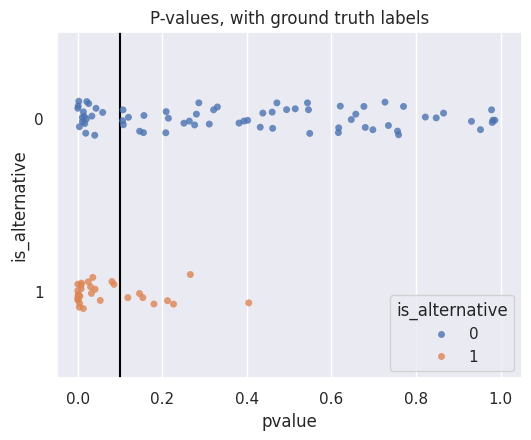 P-values, with ground truth labels
is_alternative
0
1
is_alternative
0
1
0.0 0.2 0.4 0.6 0.8 1.0
pvalue